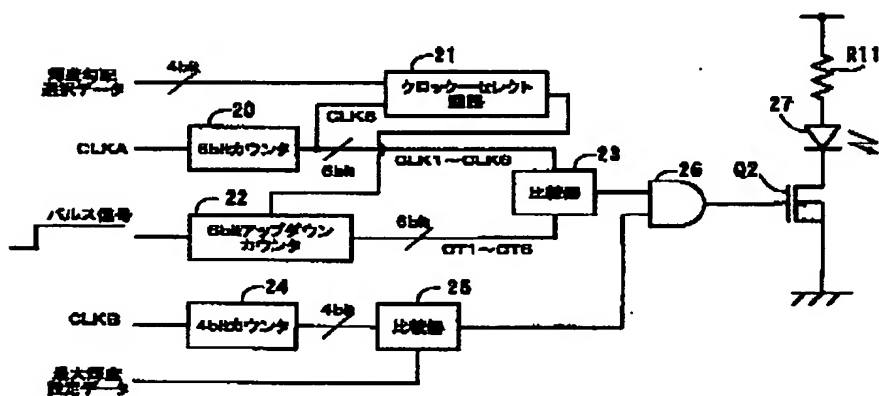 21
輝度勾配
選択データ
4bit
クロックーセレクト
回路
R11
20
CLK6
27
CLKA
6bitカウンタ
6bit
CLK1〜CLK6
23
26
Q2
比較器
パルス信号
22
6bitアップダウン
カウンタ
6bit
CT1〜CT6
24
25
CLKB
4bitカウンタ
4bit
比較器
最大輝度
設定データ